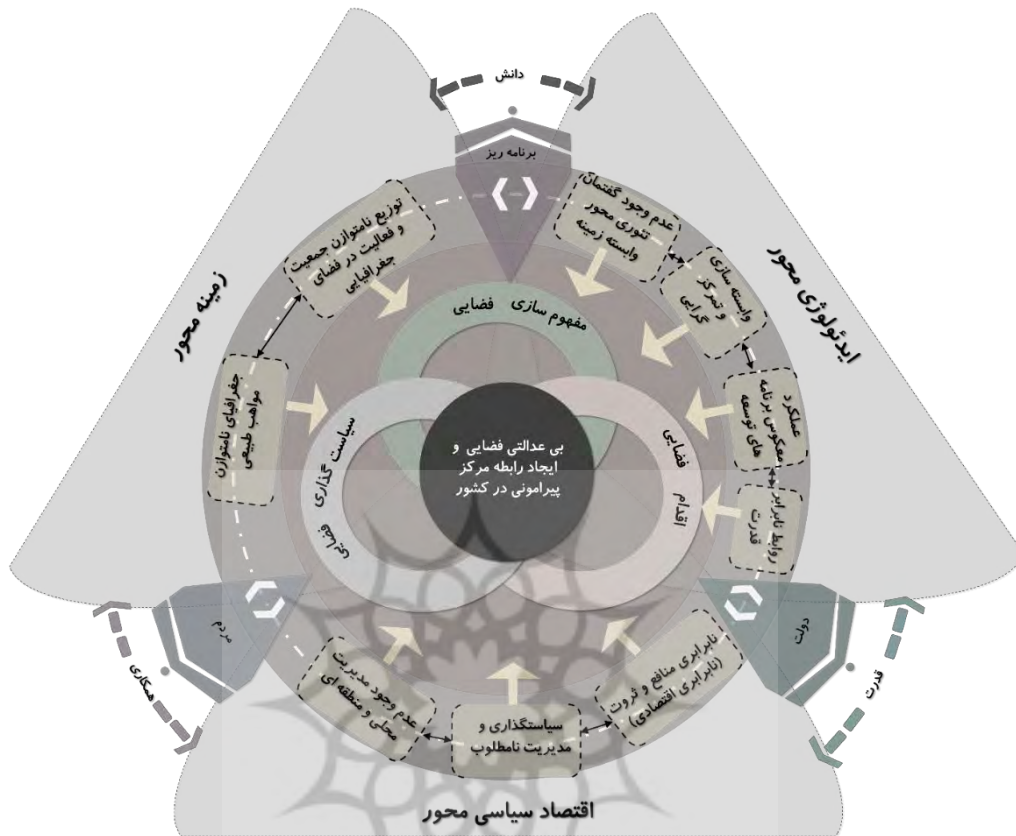 دانش
برنامه ریز
ایدئولوژی محور
عدم وجود گفتمان
تئوری محور
وابسته زمینه
وابسته سازی
و تمرکز
گرایی
عملکرد
معکوس برنامه
های توسعه
روابط نابرابر
قدرت
زمینه محور
توزیع نامتوازن جمعیت
و فعالیت در فضای
جغرافیایی
جغرافیای نامتوازن
مواهب طبیعی
مفهوم سازی فضایی
سیاست گذاری فضایی
اقدام فضایی
بی عدالتی فضایی و
ایجاد رابطه مرکز
پیرامونی در کشور
دولت
قدرت
مردم
همکاری
نابرابری منافع و ثروت
(نابرابری اقتصادی)
سیاستگذاری و
مدیریت نامطلوب
عدم وجود مدیریت
محلی و منطقه ای
اقتصاد سیاسی محور